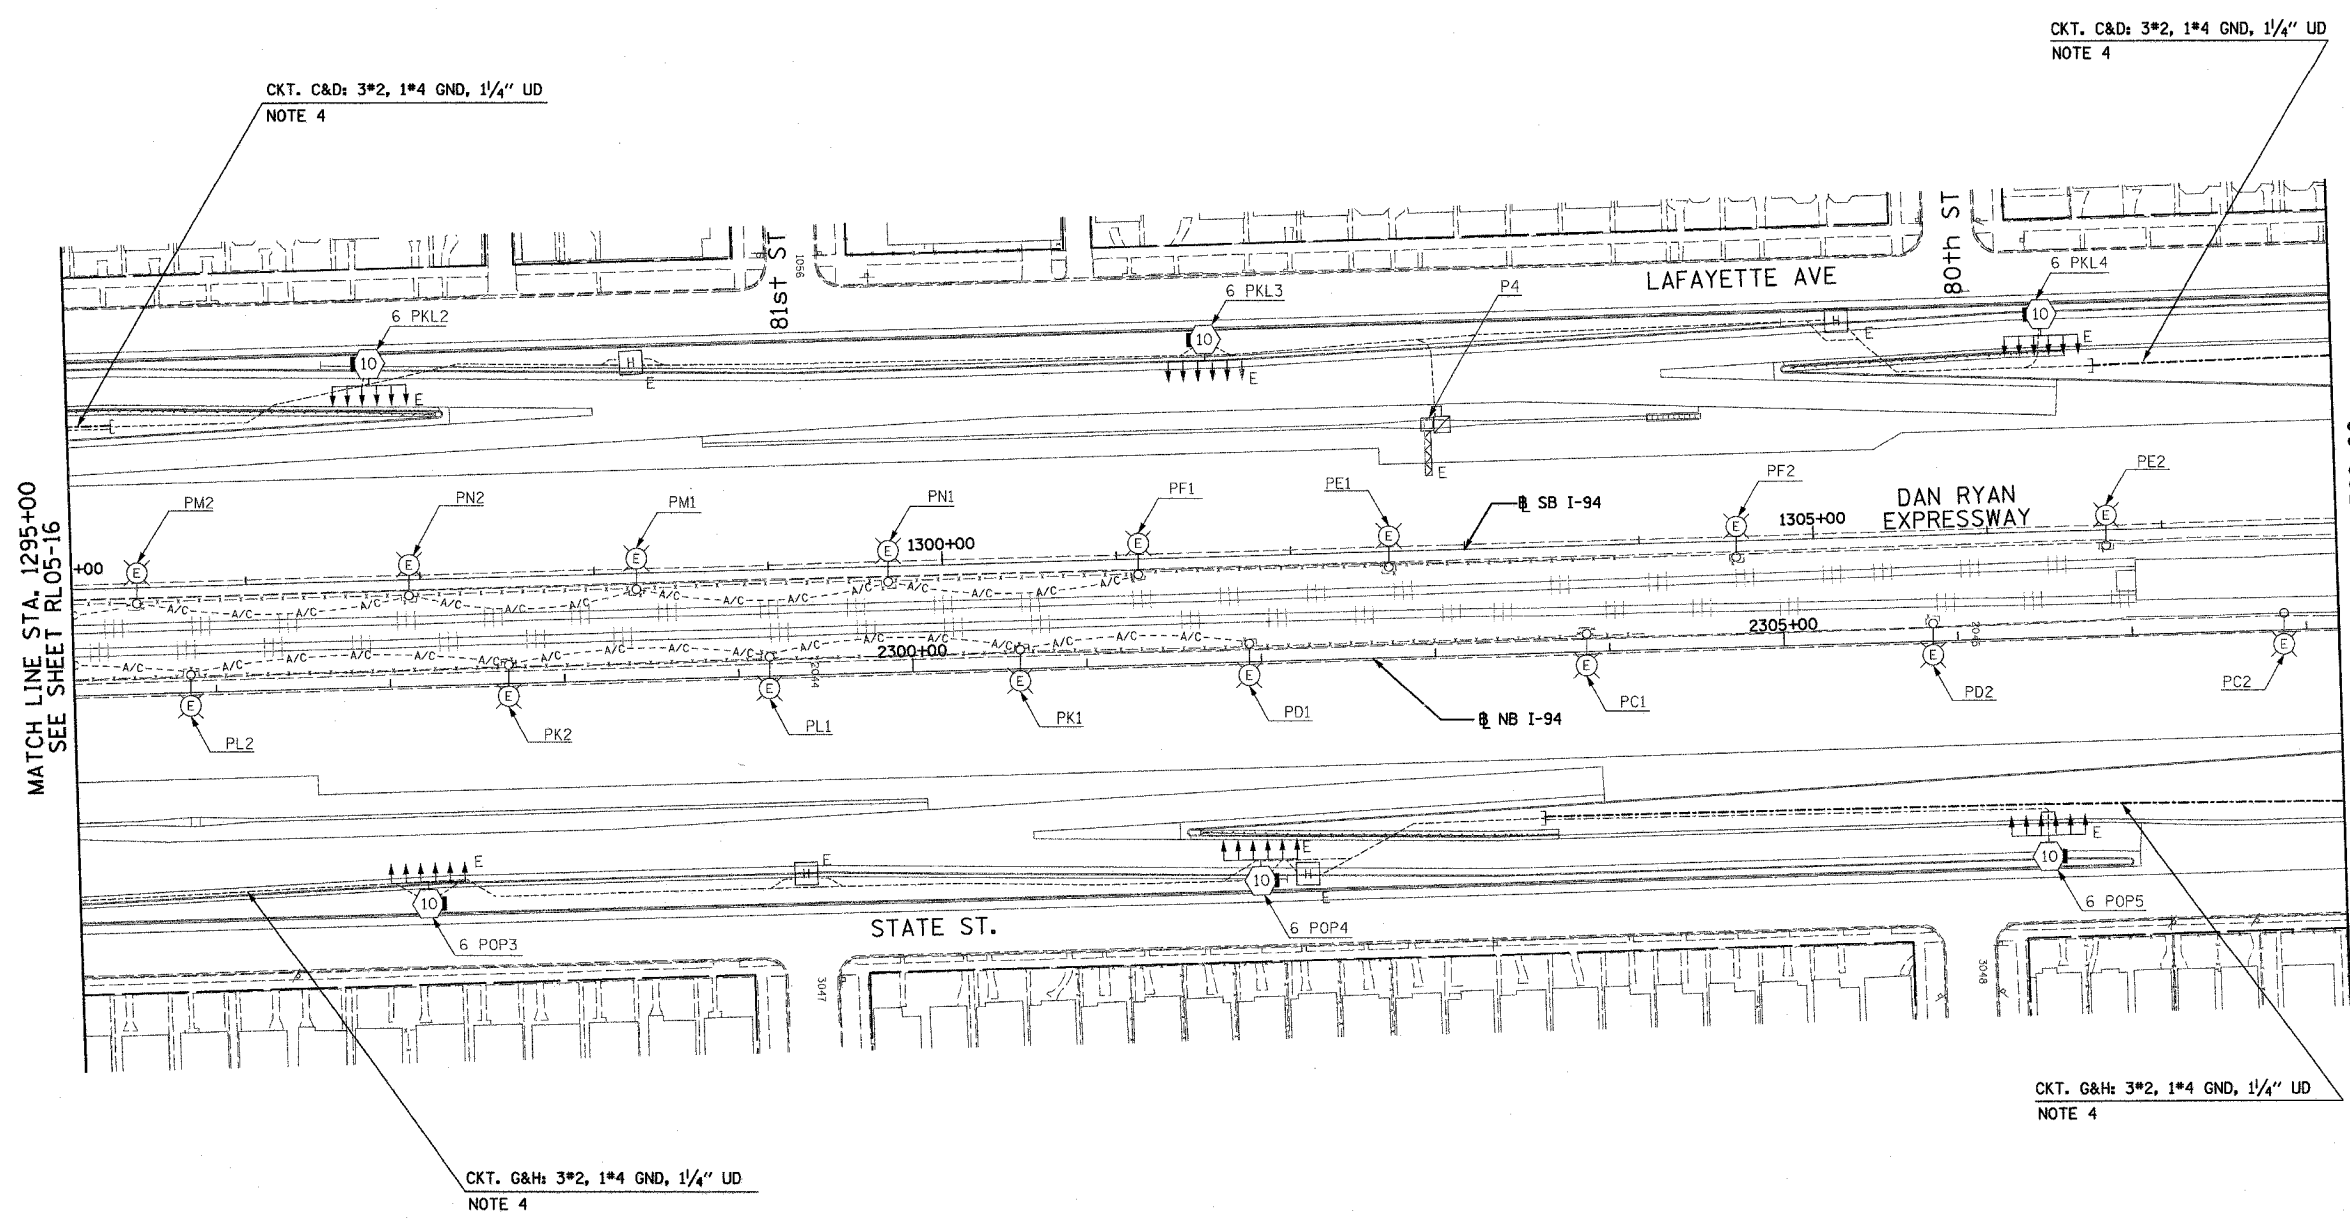 CKT. C&D: 3#2, 1#4 GND, 1¼" UD
NOTE 4
CKT. C&D: 3#2, 1#4 GND, 1¼" UD
NOTE 4
81st ST
1056
80th ST
LAFAYETTE AVE
6 PKL2
6 PKL3
P4
6 PKL4
10
10
10
H
H
E
E
E
E
E
E
MATCH LINE STA. 1295+00
SEE SHEET RL05-16
PM2
PN2
PM1
PN1
PF1
PE1
PF2
PE2
℄ SB I-94
DAN RYAN
EXPRESSWAY
E
E
E
E
E
E
E
E
+00
1300+00
1305+00
A/C A/C A/C A/C A/C A/C A/C A/C A/C A/C A/C A/C
A/C A/C A/C A/C A/C A/C A/C A/C A/C A/C A/C A/C
2300+00
2305+00
2044
2045
E
E
E
E
E
E
E
E
PL2
PK2
PL1
PK1
PD1
PC1
PD2
PC2
℄ NB I-94
E
E
E
E
E
H
H
10
10
10
6 POP3
6 POP4
6 POP5
STATE ST.
3047
3048
CKT. G&H: 3#2, 1#4 GND, 1¼" UD
NOTE 4
CKT. G&H: 3#2, 1#4 GND, 1¼" UD
NOTE 4